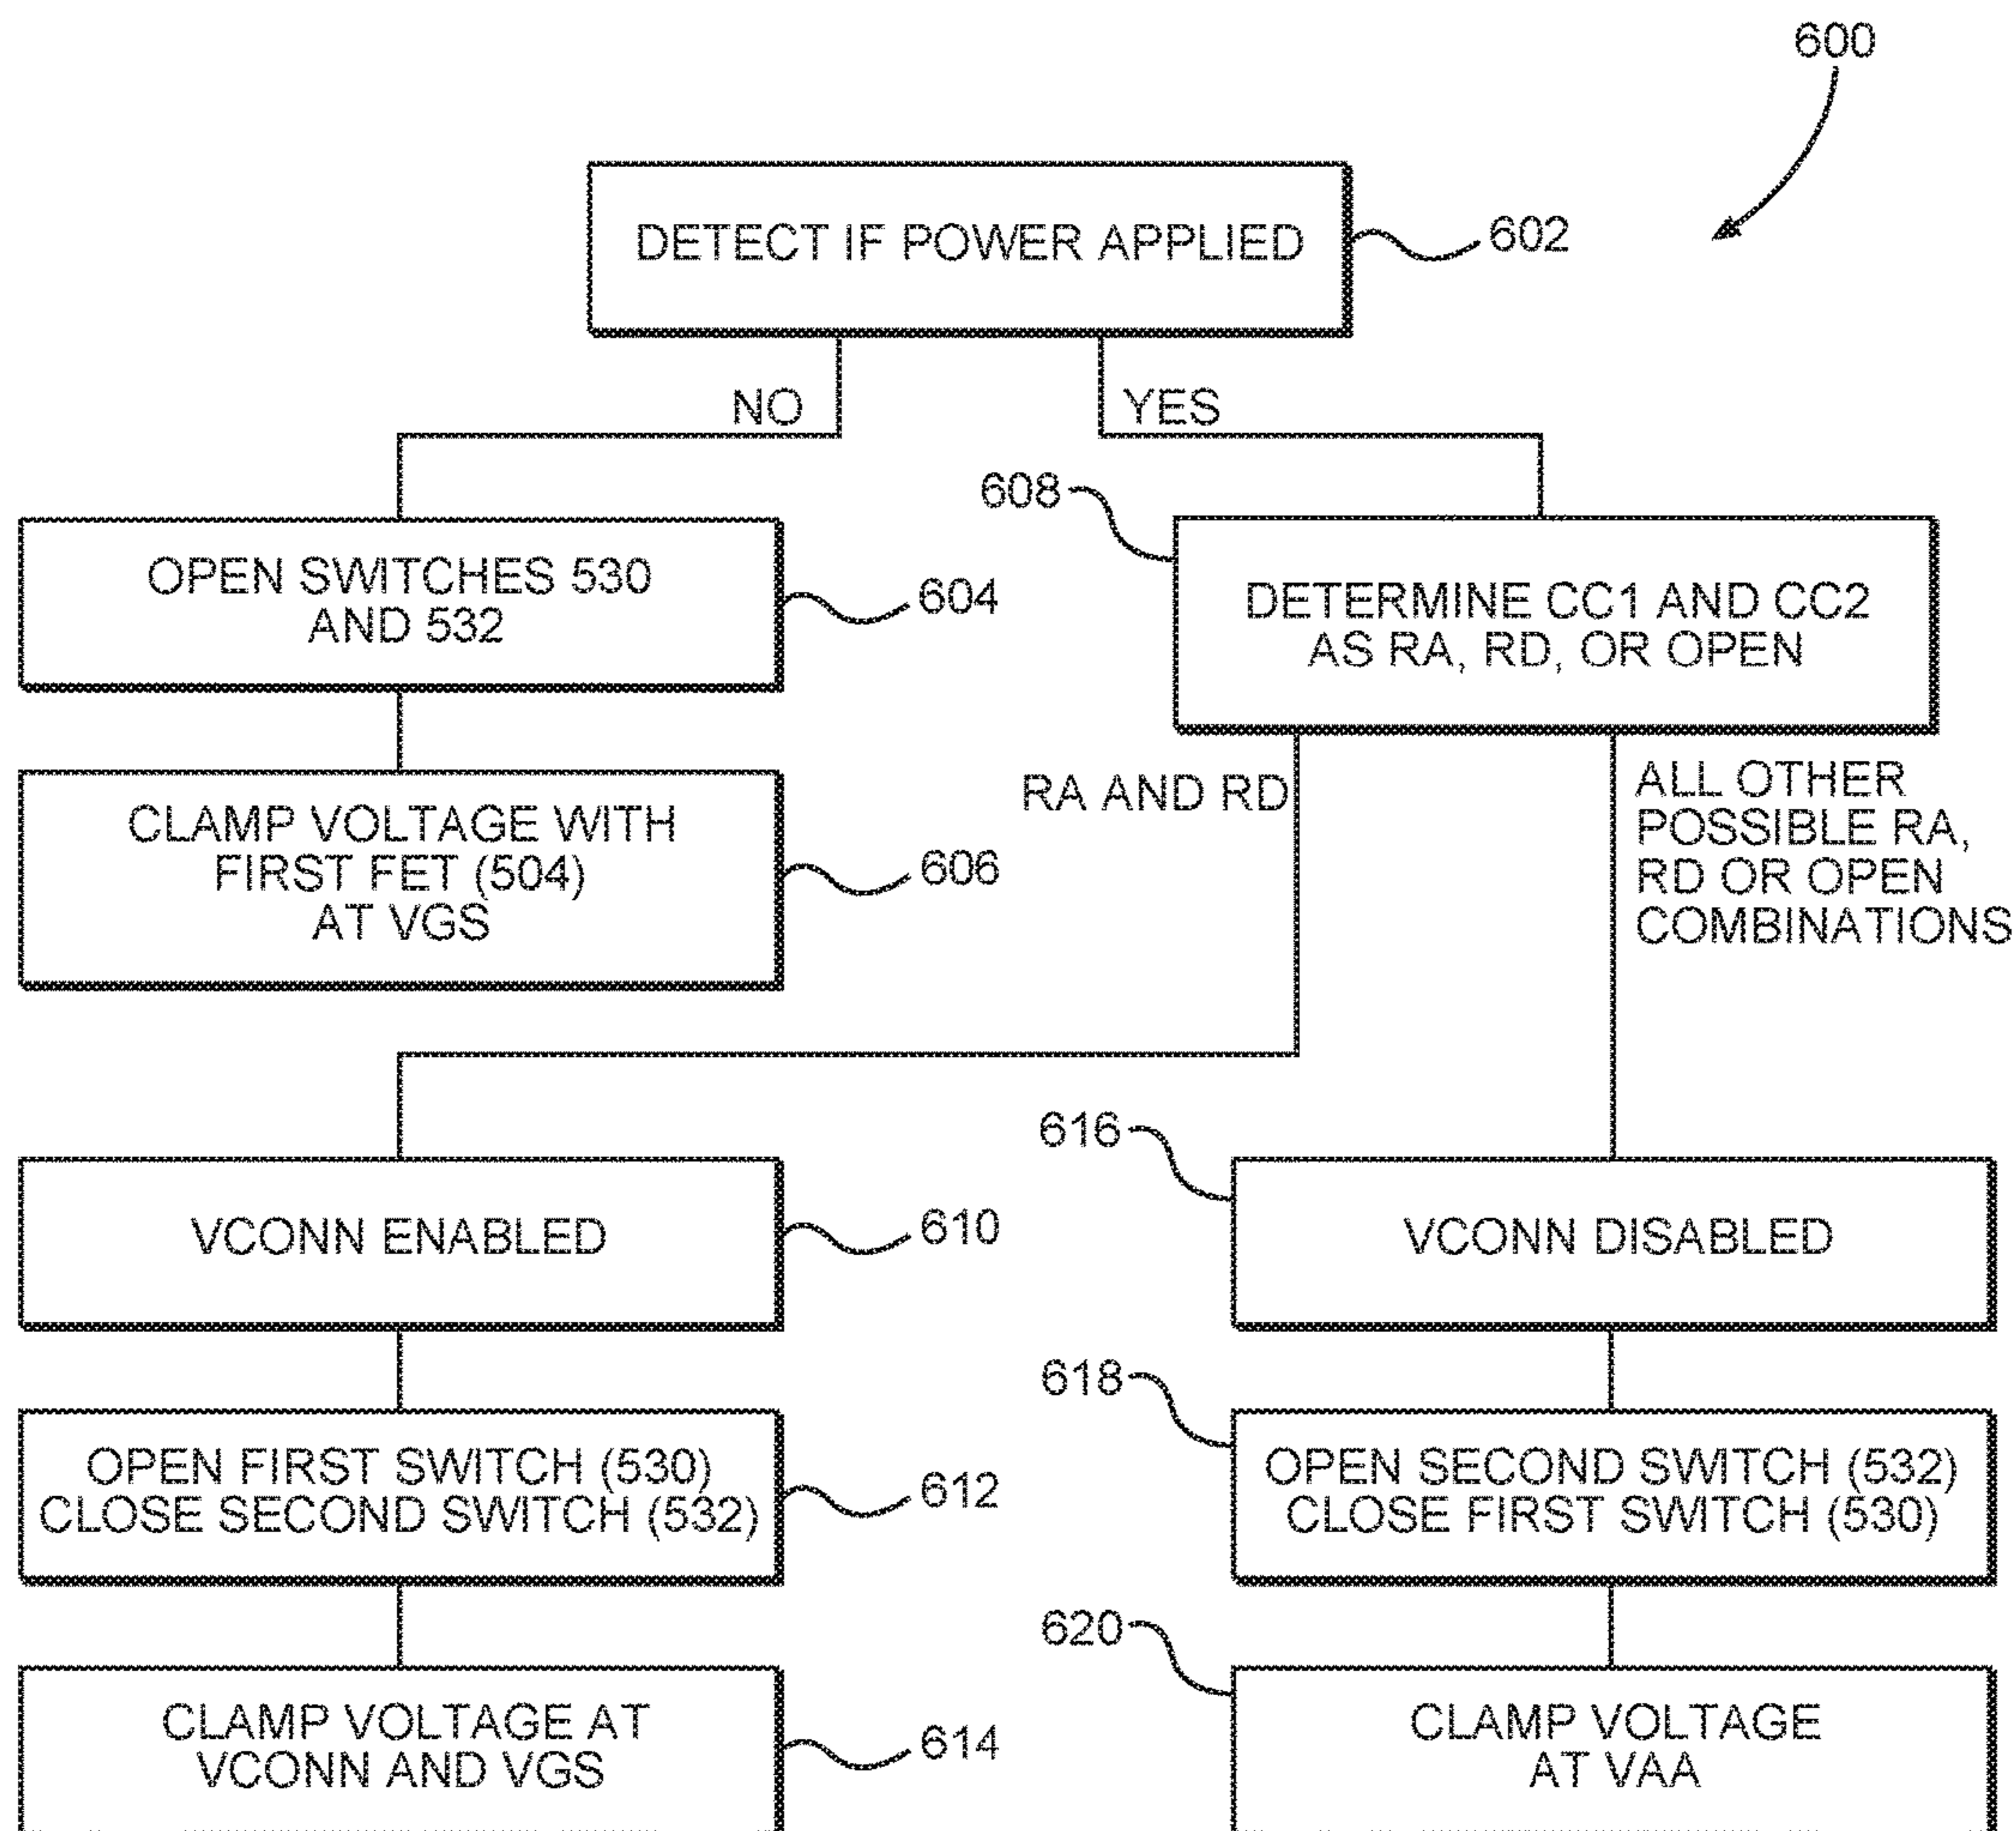 600
DETECT IF POWER APPLIED
602
NO
YES
608
OPEN SWITCHES 530
AND 532
604
DETERMINE CC1 AND CC2
AS RA, RD, OR OPEN
CLAMP VOLTAGE WITH
FIRST FET (504)
AT VGS
606
RA AND RD
ALL OTHER
POSSIBLE RA,
RD OR OPEN
COMBINATIONS
616
VCONN ENABLED
610
VCONN DISABLED
618
OPEN FIRST SWITCH (530)
CLOSE SECOND SWITCH (532)
612
OPEN SECOND SWITCH (532)
CLOSE FIRST SWITCH (530)
620
CLAMP VOLTAGE AT
VCONN AND VGS
614
CLAMP VOLTAGE
AT VAA